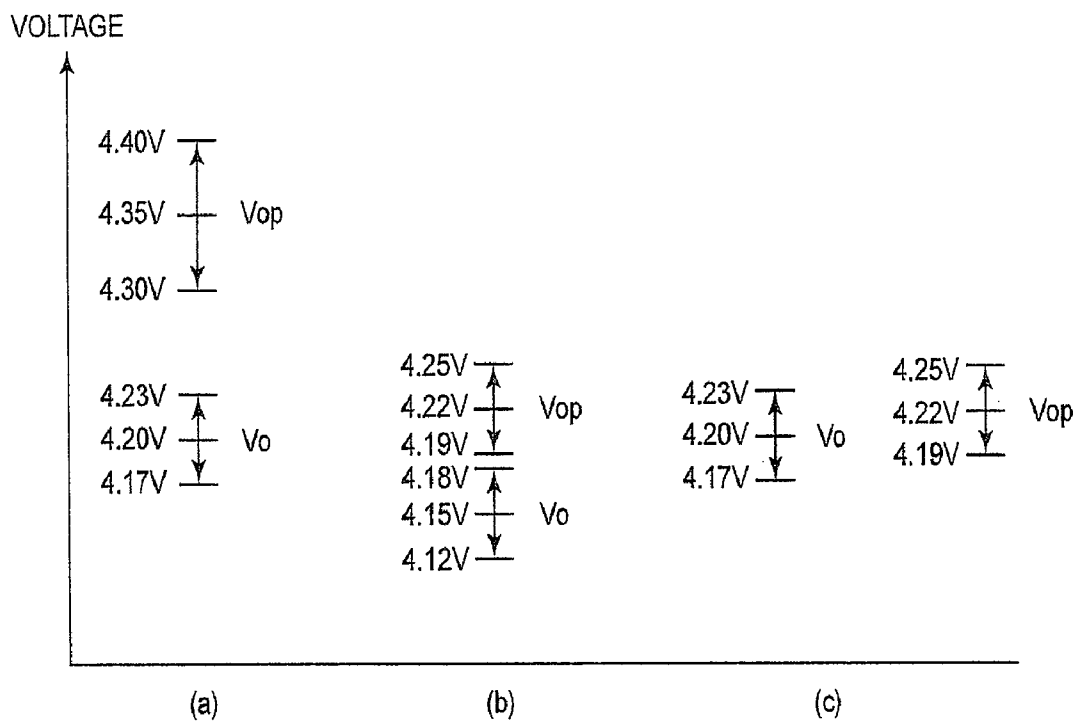 VOLTAGE
4.40V
4.35V Vop
4.30V
4.23V
4.20V Vo
4.17V
4.25V
4.22V Vop
4.19V
4.18V
4.15V Vo
4.12V
4.23V
4.20V Vo
4.17V
4.25V
4.22V Vop
4.19V
(a) (b) (c)